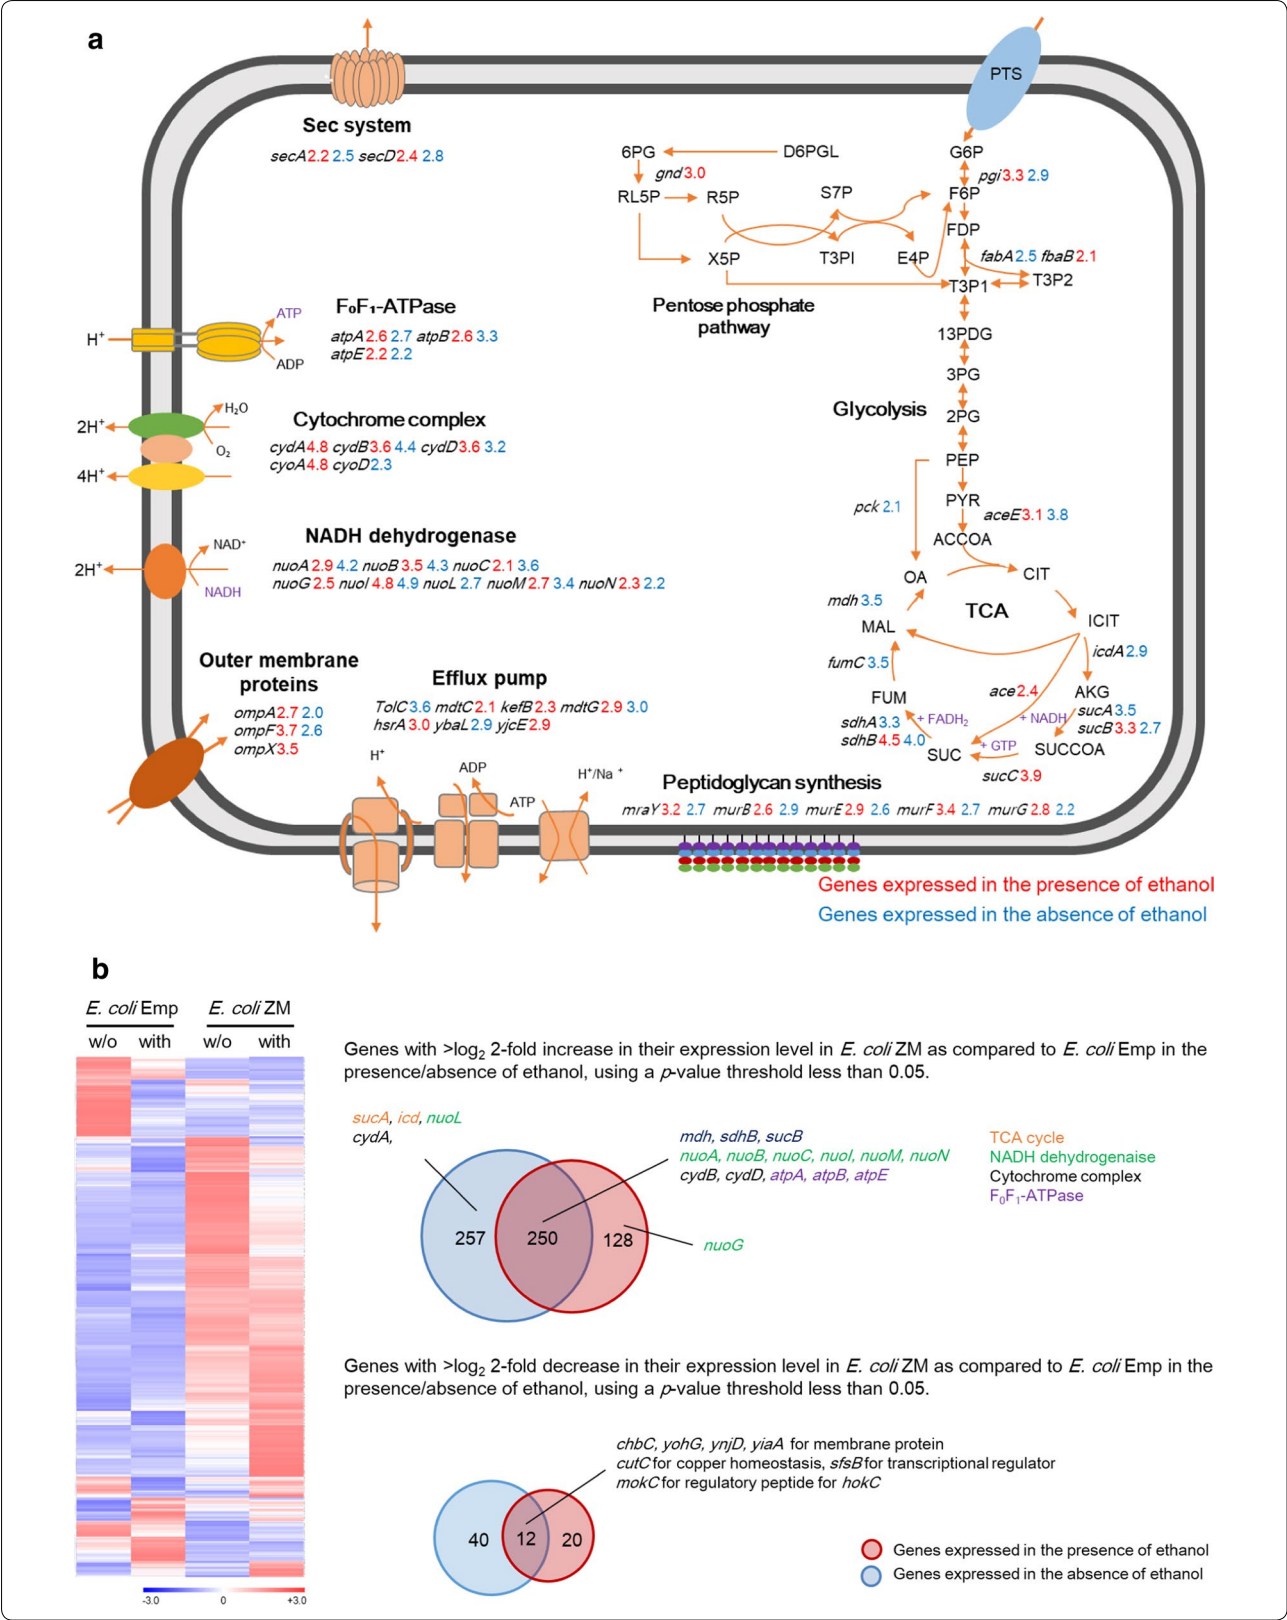 a
PTS
Sec system
secA 2.2 2.5 secD 2.4 2.8
6PG
D6PGL
G6P
gnd 3.0
pgi 3.3 2.9
RL5P
R5P
S7P
F6P
FDP
X5P
T3PI
E4P
fabA 2.5 fbaB 2.1
T3P1
T3P2
Pentose phosphate
pathway
F₀F₁-ATPase
ATP
H⁺
ADP
atpA 2.6 2.7 atpB 2.6 3.3
atpE 2.2 2.2
13PDG
3PG
Glycolysis
2PG
Cytochrome complex
H₂O
2H⁺
O₂
4H⁺
cydA 4.8 cydB 3.6 4.4 cydD 3.6 3.2
cyoA 4.8 cyoD 2.3
PEP
PYR
pck 2.1
aceE 3.1 3.8
ACCOA
NADH dehydrogenase
NAD⁺
2H⁺
NADH
nuoA 2.9 4.2 nuoB 3.5 4.3 nuoC 2.1 3.6
nuoG 2.5 nuoI 4.8 4.9 nuoL 2.7 nuoM 2.7 3.4 nuoN 2.3 2.2
OA
CIT
mdh 3.5
TCA
MAL
ICIT
icdA 2.9
fumC 3.5
ace 2.4
FUM
AKG
sucA 3.5
sucB 3.3 2.7
sdhA 3.3
sdhB 4.5 4.0
+ FADH₂
+ NADH
+ GTP
SUC
SUCCOA
sucC 3.9
Outer membrane
proteins
ompA 2.7 2.0
ompF 3.7 2.6
ompX 3.5
Efflux pump
TolC 3.6 mdtC 2.1 kefB 2.3 mdtG 2.9 3.0
hsrA 3.0 ybaL 2.9 yjcE 2.9
H⁺
ADP
ATP
H⁺/Na ⁺
Peptidoglycan synthesis
mraY 3.2 2.7 murB 2.6 2.9 murE 2.9 2.6 murF 3.4 2.7 murG 2.8 2.2
Genes expressed in the presence of ethanol
Genes expressed in the absence of ethanol
b
E. coli Emp
E. coli ZM
w/o with w/o with
-3.0 0 +3.0
Genes with >log₂ 2-fold increase in their expression level in E. coli ZM as compared to E. coli Emp in the
presence/absence of ethanol, using a p-value threshold less than 0.05.
sucA, icd, nuoL
cydA,
mdh, sdhB, sucB
nuoA, nuoB, nuoC, nuoI, nuoM, nuoN
cydB, cydD, atpA, atpB, atpE
TCA cycle
NADH dehydrogenaise
Cytochrome complex
F₀F₁-ATPase
257 250 128
nuoG
Genes with >log₂ 2-fold decrease in their expression level in E. coli ZM as compared to E. coli Emp in the
presence/absence of ethanol, using a p-value threshold less than 0.05.
chbC, yohG, ynjD, yiaA for membrane protein
cutC for copper homeostasis, sfsB for transcriptional regulator
mokC for regulatory peptide for hokC
40 12 20
Genes expressed in the presence of ethanol
Genes expressed in the absence of ethanol